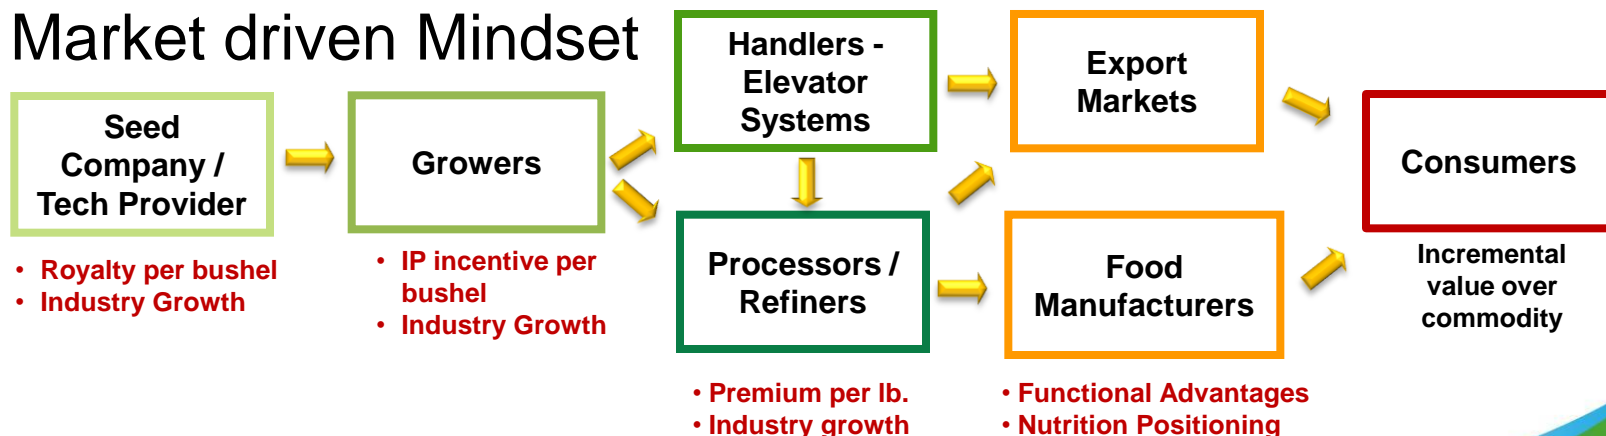 Market driven Mindset
Seed
Company /
Tech Provider
• Royalty per bushel
• Industry Growth
Growers
• IP incentive per
bushel
• Industry Growth
Handlers -
Elevator
Systems
Processors /
Refiners
• Premium per lb.
• Industry growth
Export
Markets
Food
Manufacturers
• Functional Advantages
• Nutrition Positioning
Consumers
Incremental
value over
commodity